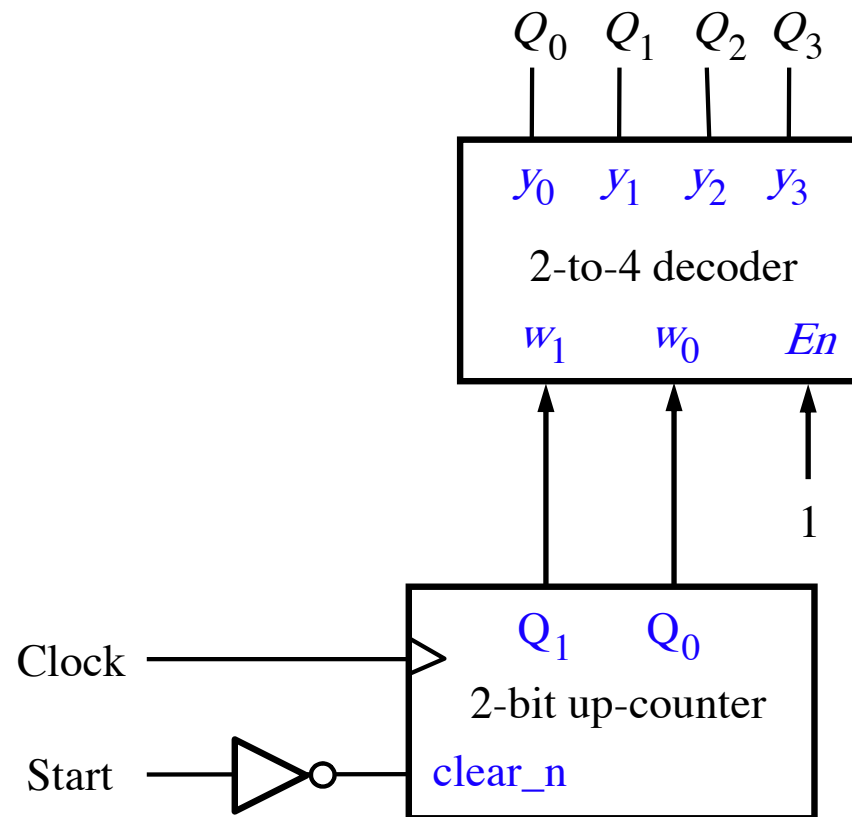 Q0 Q1 Q2 Q3
y0 y1 y2 y3
2-to-4 decoder
w1 w0 En
1
Q1 Q0
Clock
2-bit up-counter
Start clear_n